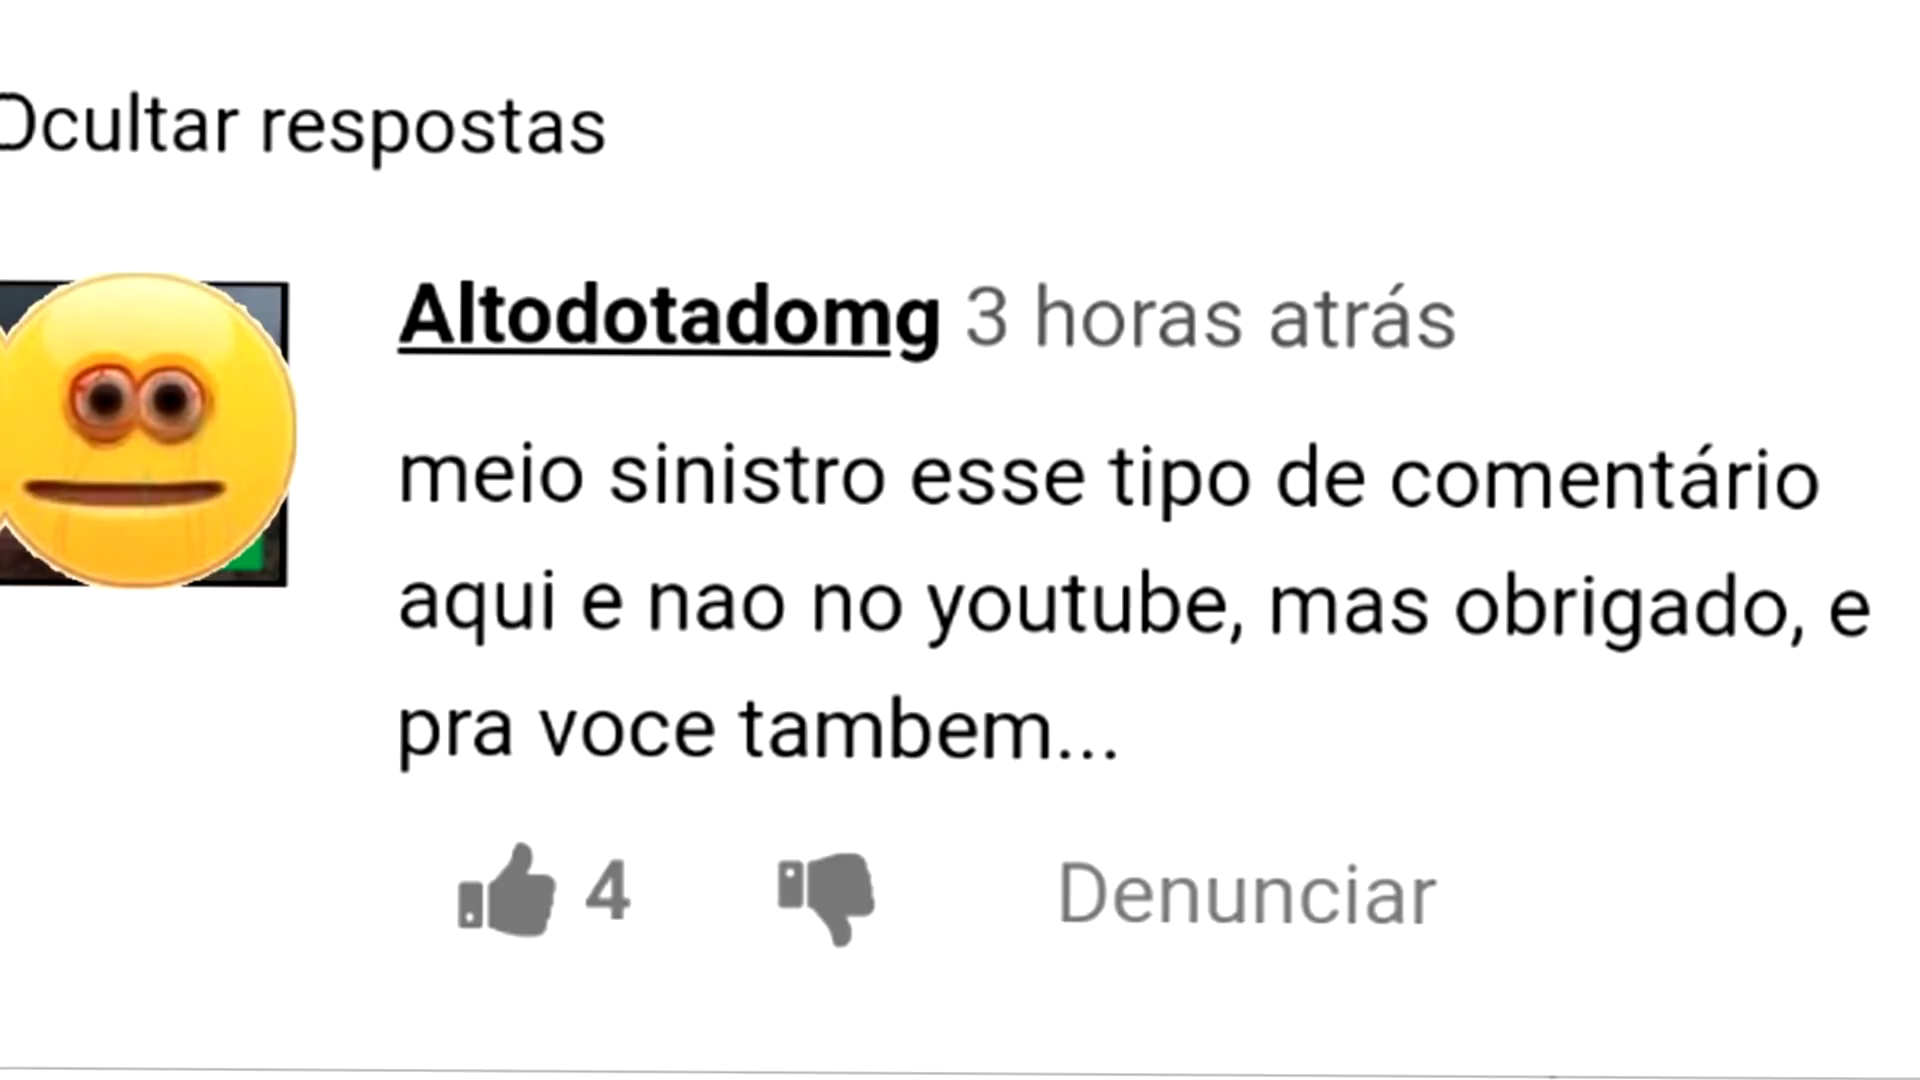 Ocultar respostas
Altodotadomg 3 horas atrás
meio sinistro esse tipo de comentário
aqui e nao no youtube, mas obrigado, e
pra voce tambem...
4 Denunciar